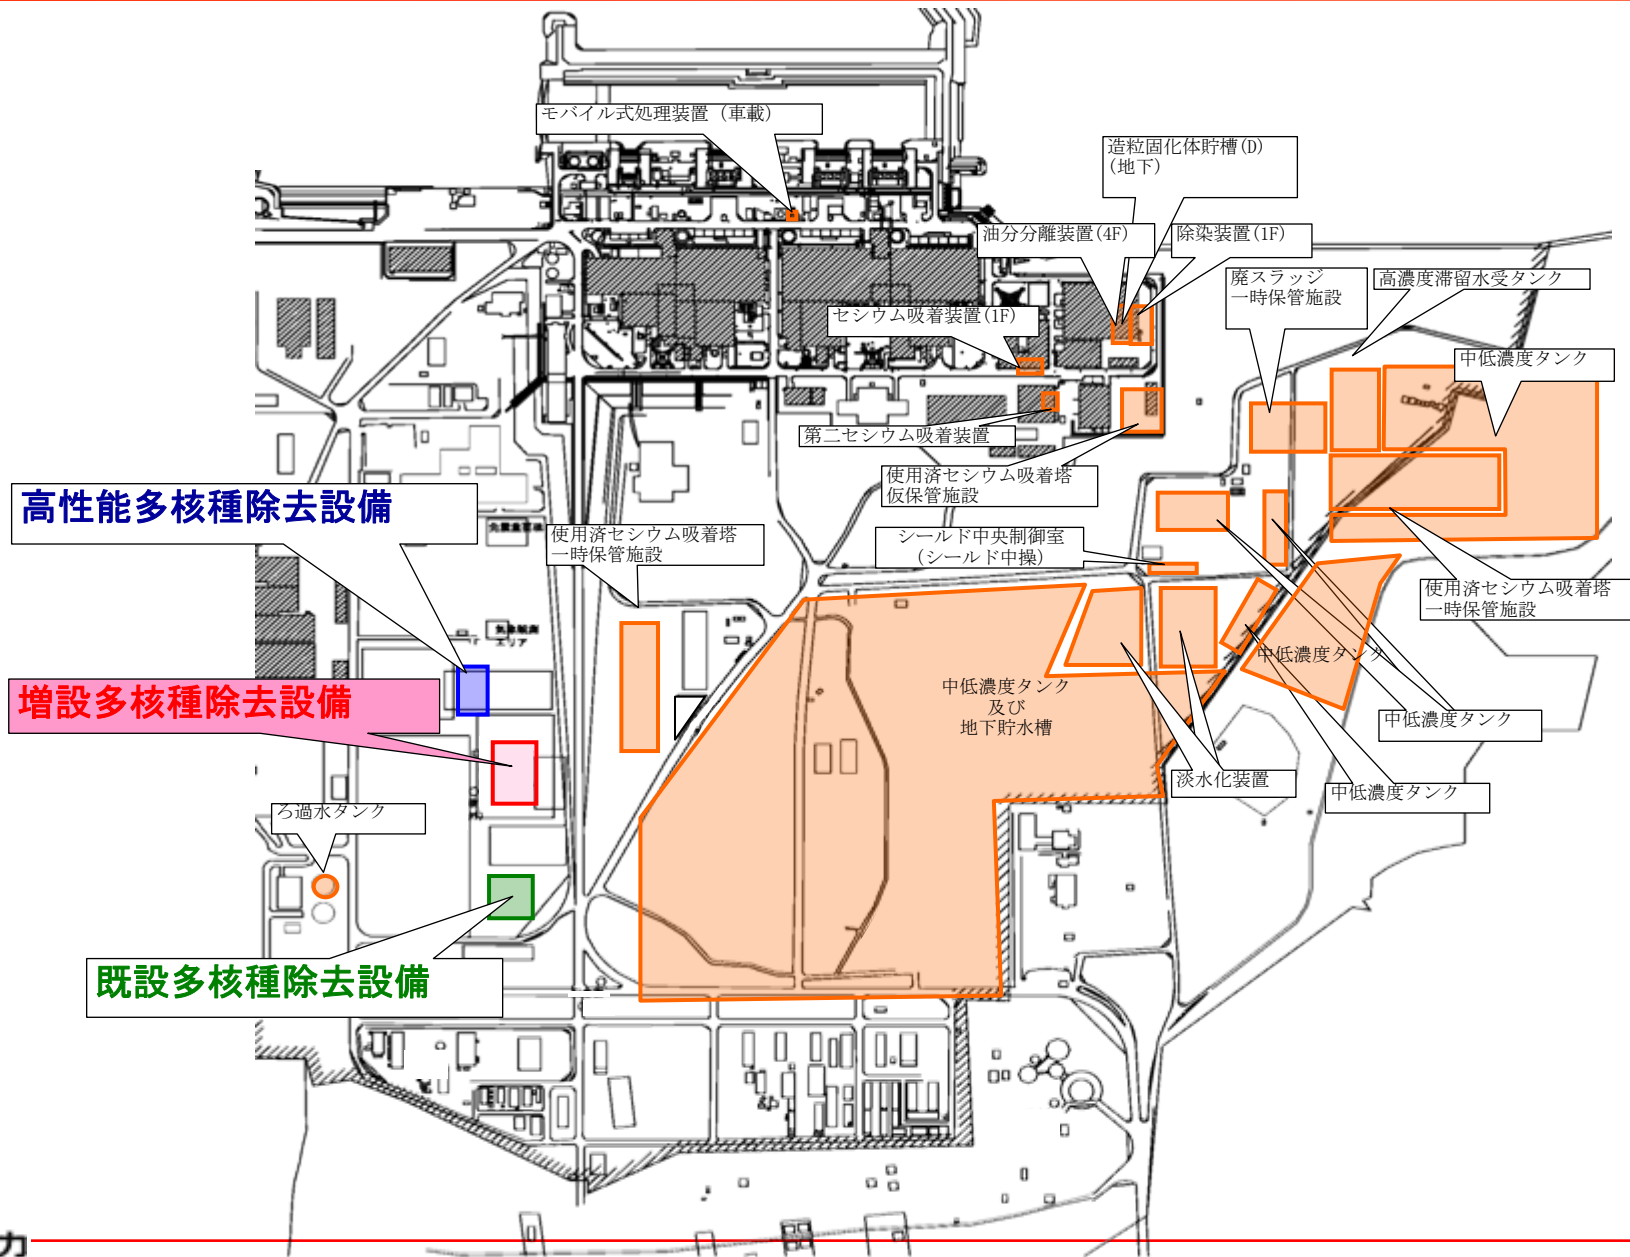 モバイル式処理装置（車載）
造粒固化体貯槽(D)
(地下)
油分分離装置(4F)
除染装置(1F)
廃スラッジ
一時保管施設
高濃度滞留水受タンク
セシウム吸着装置(1F)
中低濃度タンク
第二セシウム吸着装置
使用済セシウム吸着塔
仮保管施設
高性能多核種除去設備
使用済セシウム吸着塔
一時保管施設
シールド中央制御室
(シールド中操)
使用済セシウム吸着塔
一時保管施設
中低濃度タンク
中低濃度タンク
及び
地下貯水槽
増設多核種除去設備
中低濃度タンク
淡水化装置
中低濃度タンク
ろ過水タンク
既設多核種除去設備
エリア
力